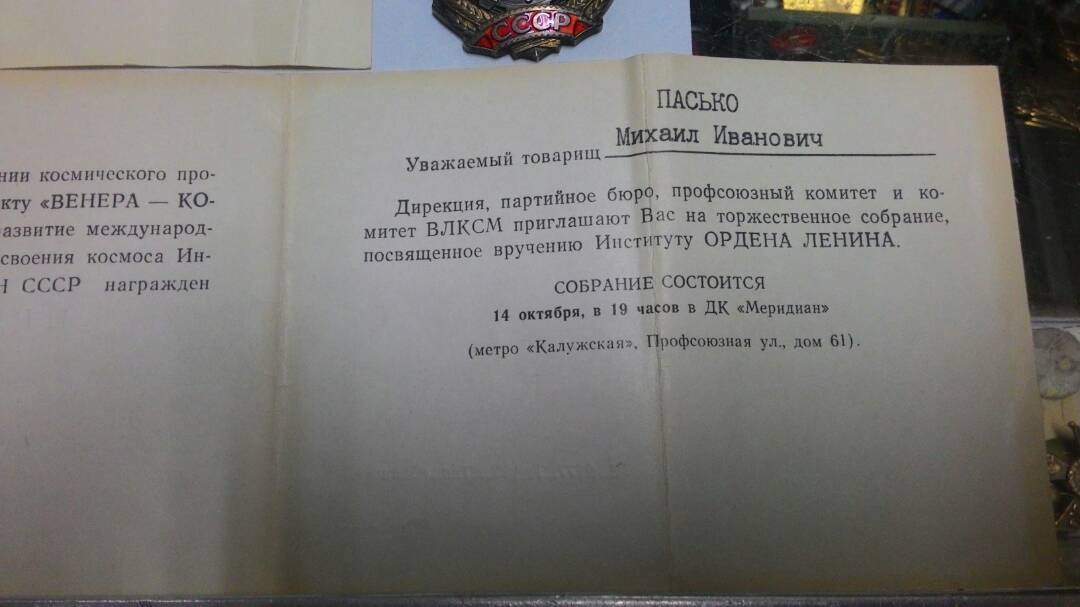 СССР
нии космического про-
кту «ВЕНЕРА — КО-
развитие международ-
своения космоса Ин-
Н СССР награжден
ПАСЬКО
Михаил Иванович
Уважаемый товарищ
Дирекция, партийное бюро, профсоюзный комитет и ко-
митет ВЛКСМ приглашают Вас на торжественное собрание,
посвященное вручению Институту ОРДЕНА ЛЕНИНА.
СОБРАНИЕ СОСТОИТСЯ
14 октября, в 19 часов в ДК «Меридиан»
(метро «Калужская», Профсоюзная ул., дом 61).